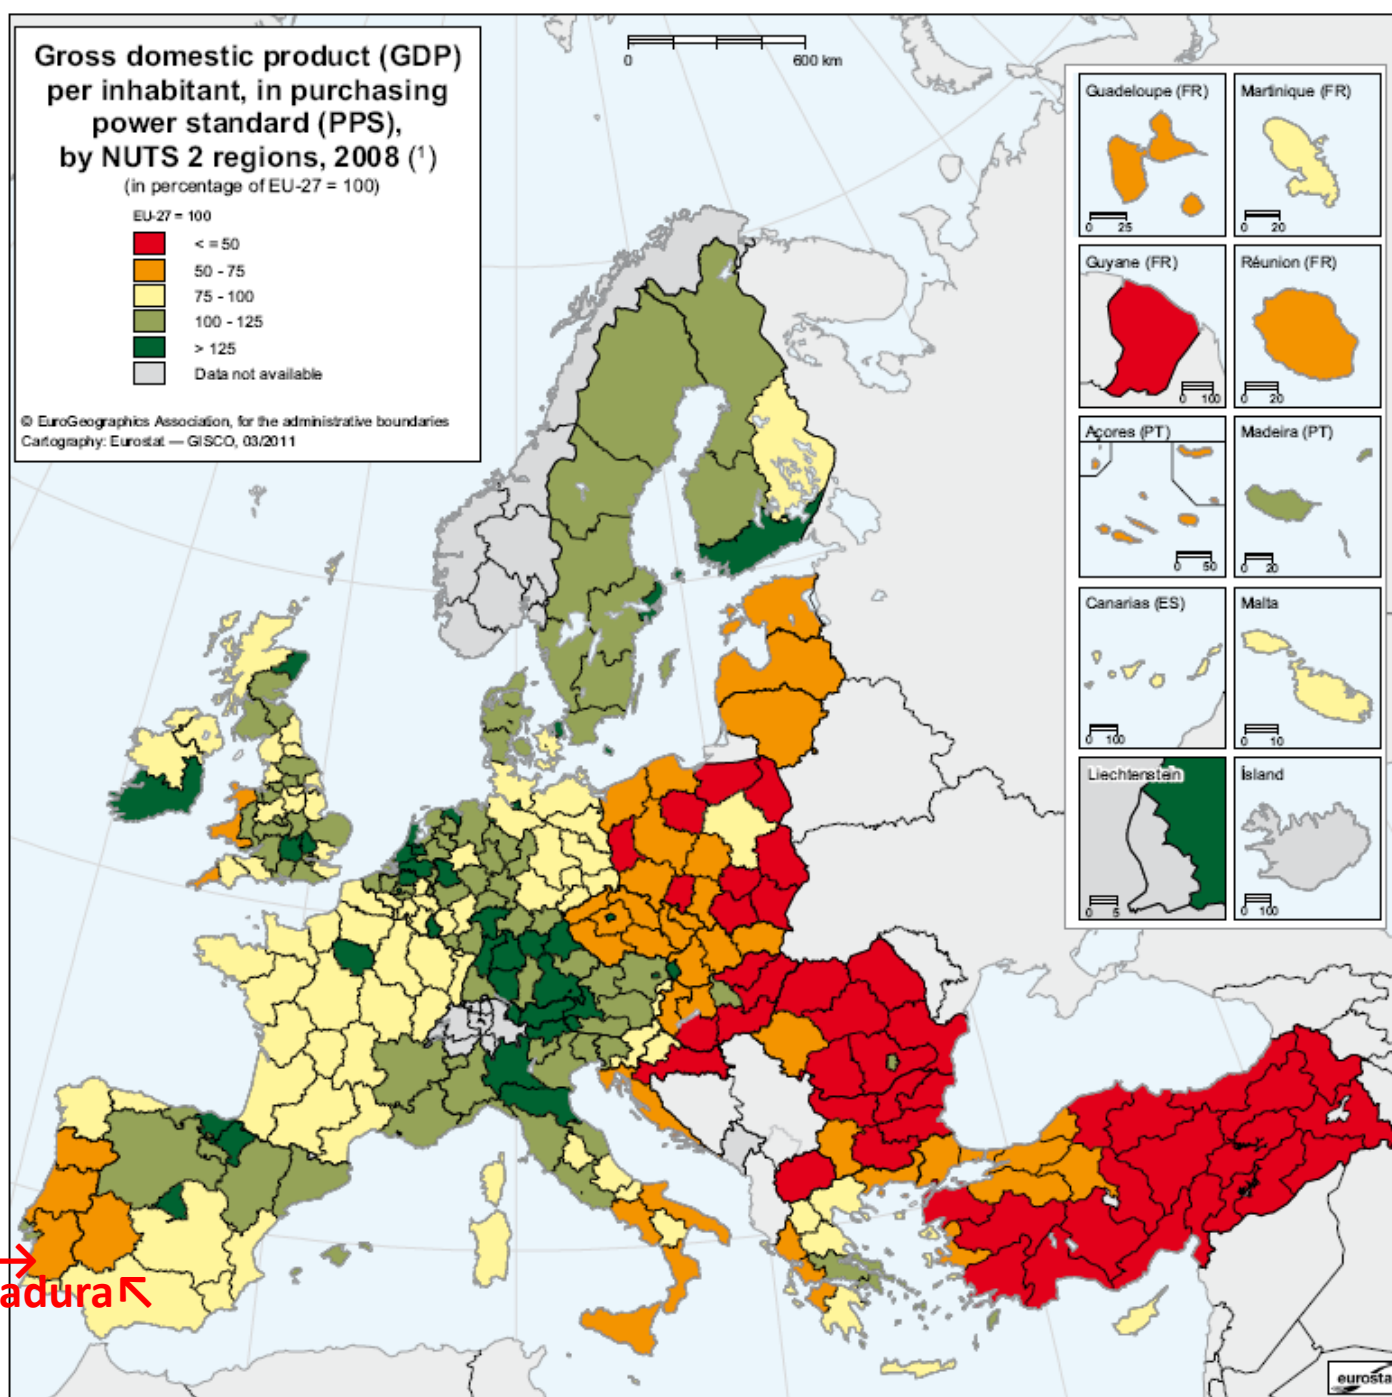 Gross domestic product (GDP)
per inhabitant, in purchasing
power standard (PPS),
by NUTS 2 regions, 2008 (¹)
(in percentage of EU-27 = 100)
EU-27 = 100
< = 50
50 - 75
75 - 100
100 - 125
> 125
Data not available
© EuroGeographics Association, for the administrative boundaries
Cartography: Eurostat — GISCO, 03/2011
0 600 km
Guadeloupe (FR)
0 25
Martinique (FR)
0 20
Guyane (FR)
0 100
Réunion (FR)
0 20
Açores (PT)
0 50
Madeira (PT)
0 20
Canarias (ES)
0 100
Malta
0 10
Liechtenstein
0 5
Ísland
0 100
adura
eurosta